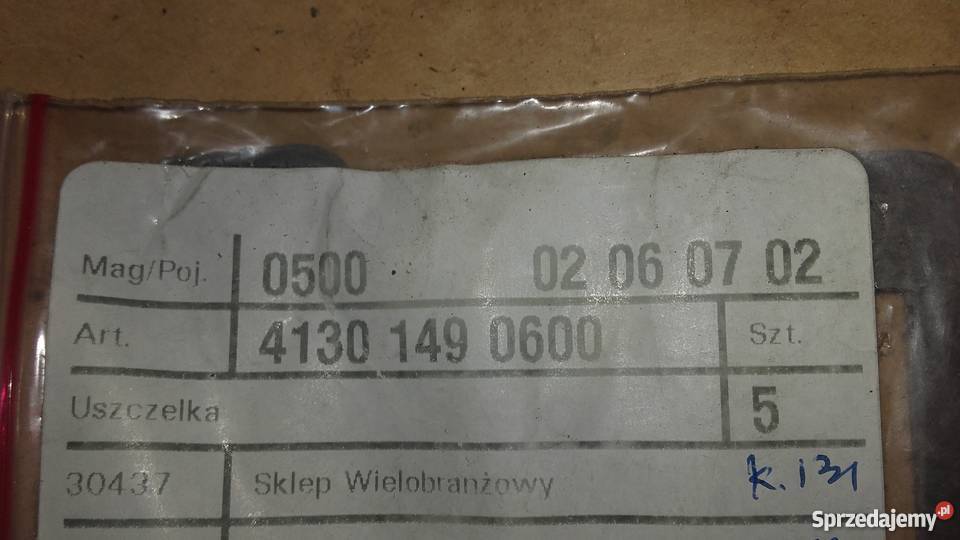 Mag/Poj. 0500 02 06 07 02
Art. 4130 149 0600 Szt.
Uszczelka 5
30437 Sklep Wielobranżowy k. 131
Sprzedajemy.pl